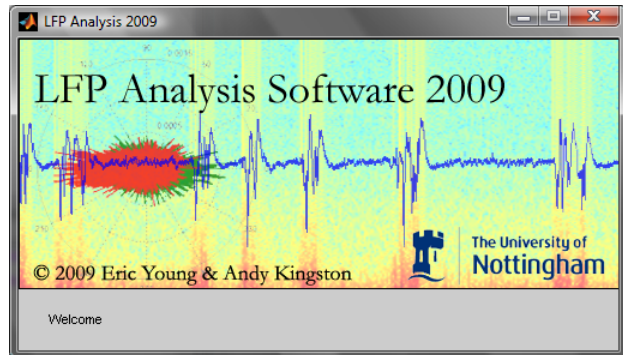 LFP Analysis 2009
LFP Analysis Software 2009
The University of
Nottingham
© 2009 Eric Young & Andy Kingston
Welcome